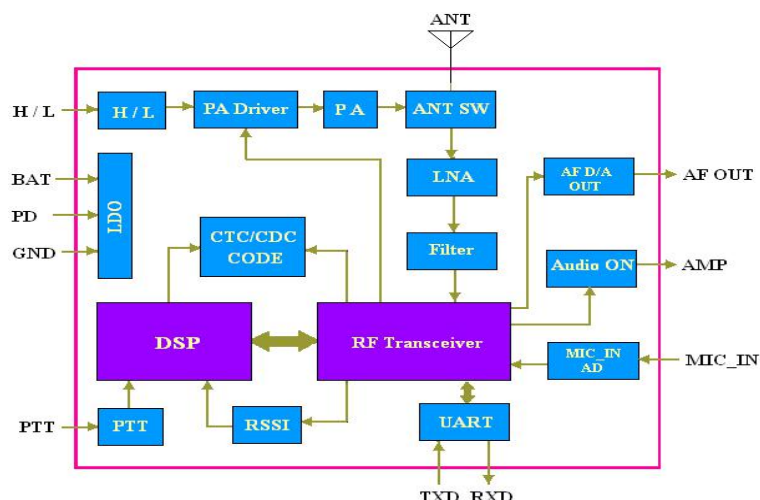 ANT
H / L
H / L
PA Driver
P A
ANT SW
BAT
PD
GND
LDO
LNA
AF D/A
OUT
AF OUT
CTC/CDC
CODE
Filter
Audio ON
AMP
DSP
RF Transceiver
MIC_IN
AD
MIC_IN
PTT
PTT
RSSI
UART
TXD
RXD